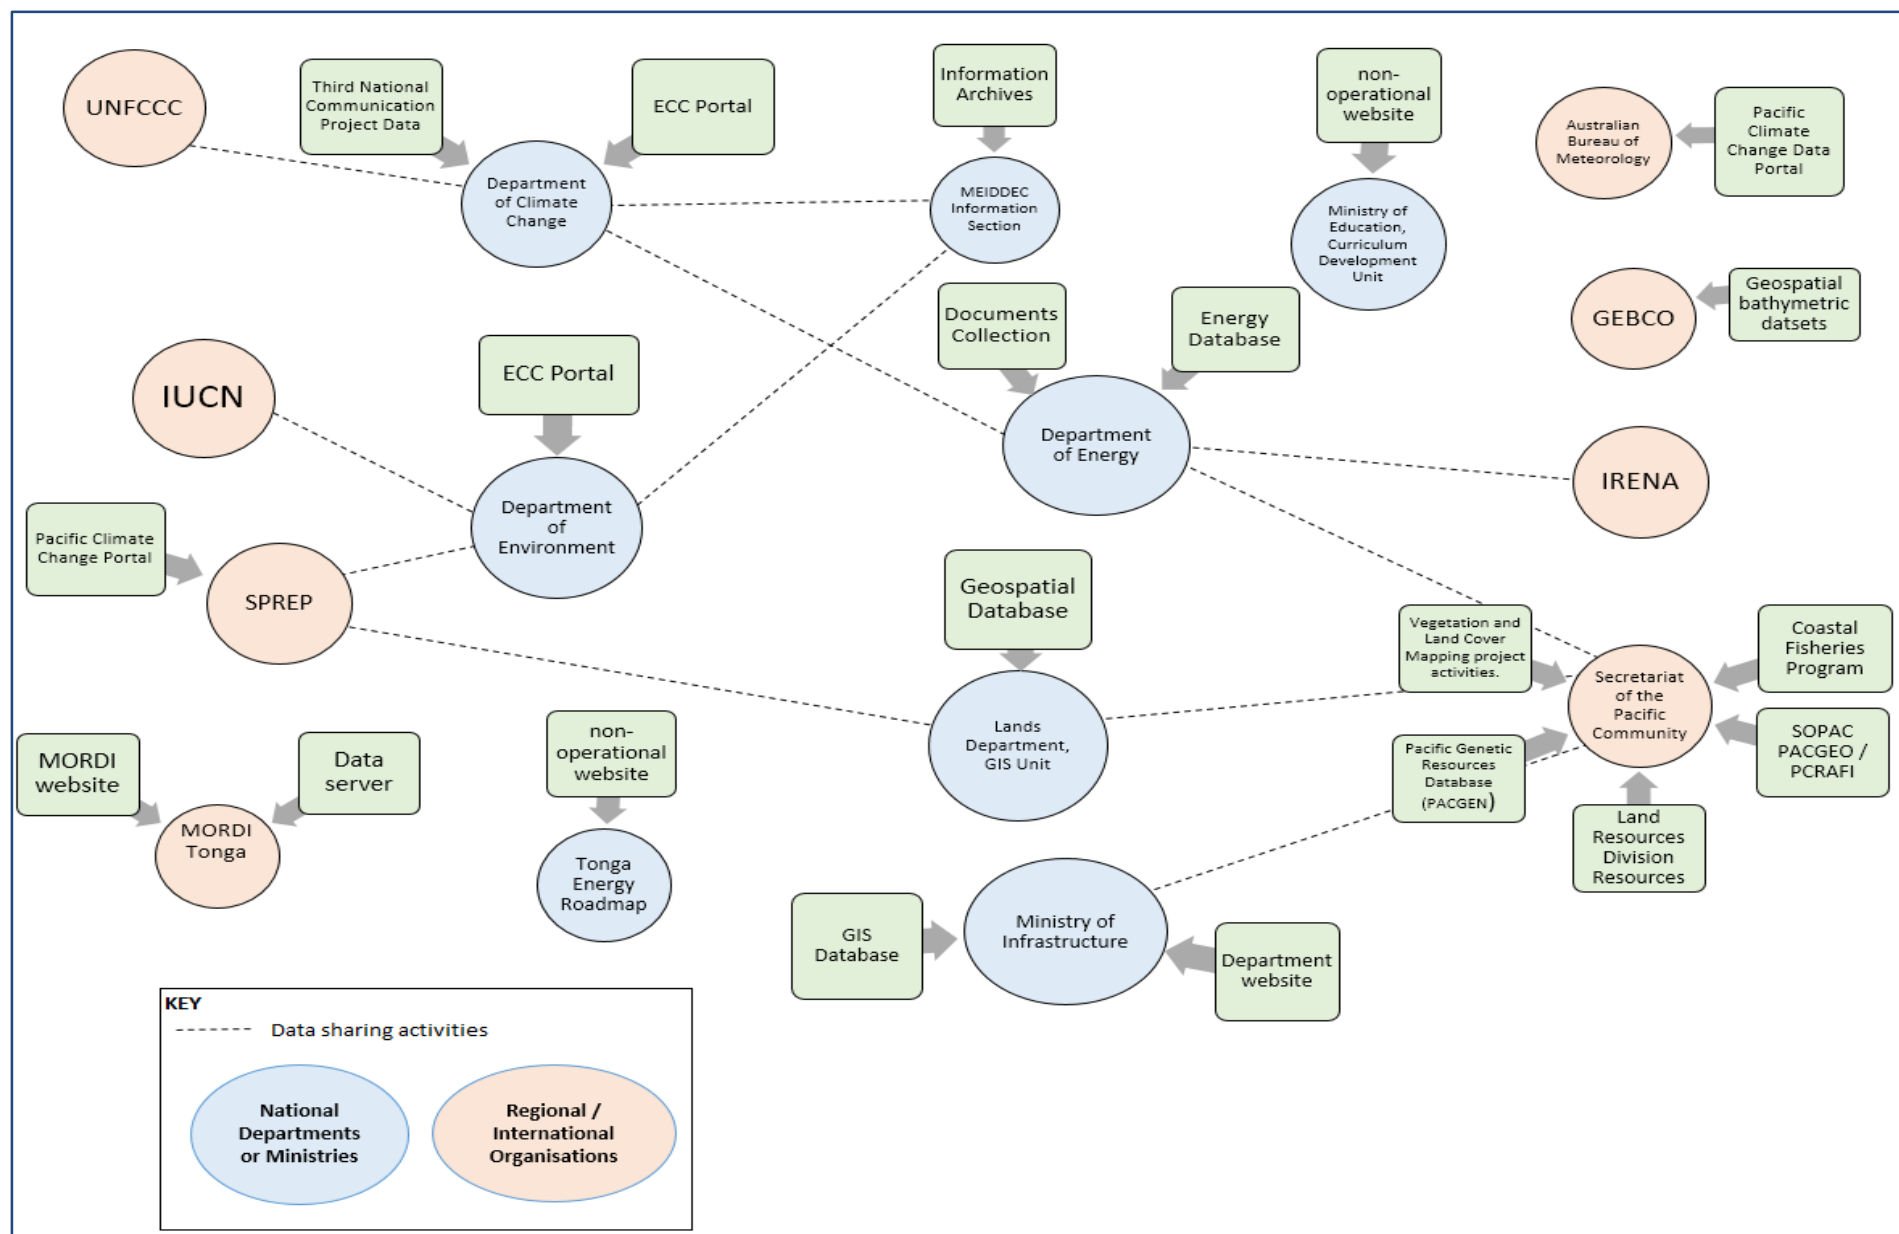 UNFCCC
Third National
Communication
Project Data
ECC Portal
Information
Archives
non-
operational
website
Australian
Bureau of
Meteorology
Pacific
Climate
Change Data
Portal
Department
of Climate
Change
MEIDDEC
Information
Section
Ministry of
Education,
Curriculum
Development
Unit
GEBCO
Geospatial
bathymetric
datsets
Documents
Collection
Energy
Database
IUCN
ECC Portal
Department
of Energy
IRENA
Pacific Climate
Change Portal
Department
of
Environment
SPREP
Geospatial
Database
Vegetation and
Land Cover
Mapping project
activities.
Secretariat
of the
Pacific
Community
Coastal
Fisheries
Program
MORDI
website
Data
server
MORDI
Tonga
non-
operational
website
Tonga
Energy
Roadmap
Lands
Department,
GIS Unit
Pacific Genetic
Resources
Database
(PACGEN)
SOPAC
PACGEO /
PCRAFI
Land
Resources
Division
Resources
GIS
Database
Ministry of
Infrastructure
Department
website
KEY
Data sharing activities
National
Departments
or Ministries
Regional /
International
Organisations